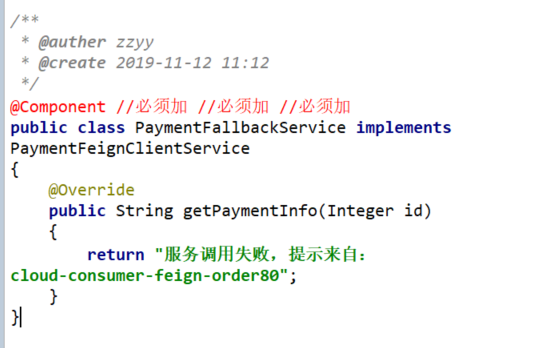 /**
 * @auther zzyy
 * @create 2019-11-12 11:12
 */
@Component //必须加 //必须加 //必须加
public class PaymentFallbackService implements
PaymentFeignClientService
{
    @Override
    public String getPaymentInfo(Integer id)
    {
        return "服务调用失败，提示来自：
cloud-consumer-feign-order80";
    }
}